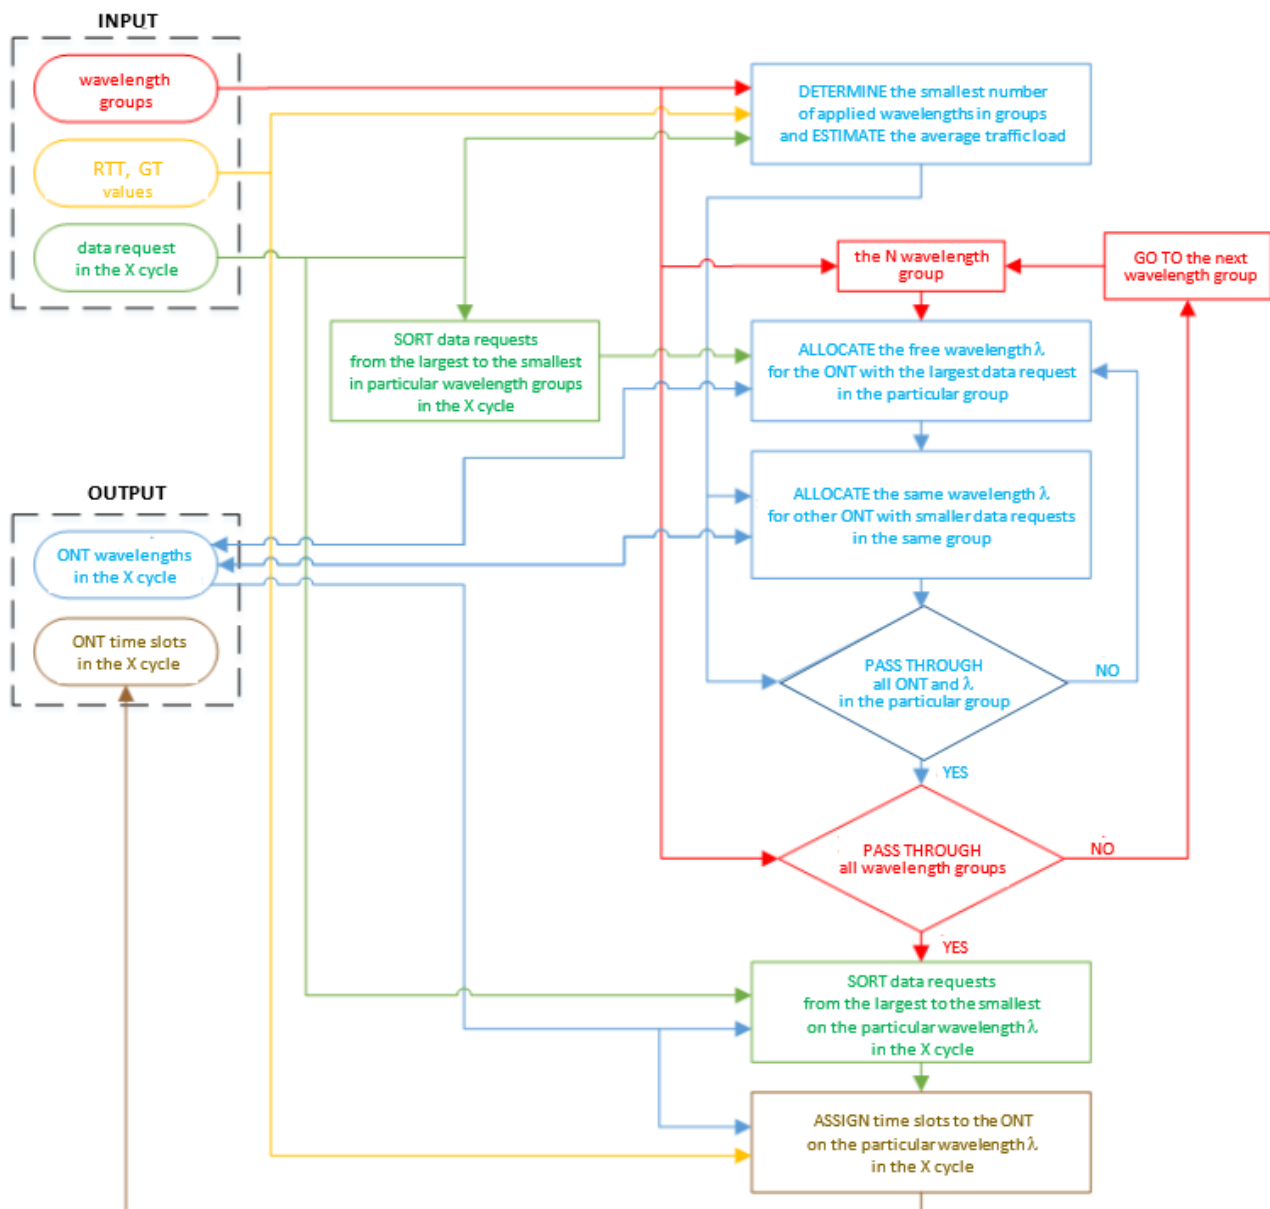 INPUT
wavelength
groups
RTT, GT
values
data request
in the X cycle
DETERMINE the smallest number
of applied wavelengths in groups
and ESTIMATE the average traffic load
the N wavelength
group
GO TO the next
wavelength group
SORT data requests
from the largest to the smallest
in particular wavelength groups
in the X cycle
ALLOCATE the free wavelength λ
for the ONT with the largest data request
in the particular group
OUTPUT
ONT wavelengths
in the X cycle
ONT time slots
in the X cycle
ALLOCATE the same wavelength λ
for other ONT with smaller data requests
in the same group
PASS THROUGH
all ONT and λ
in the particular group
NO
YES
PASS THROUGH
all wavelength groups
NO
YES
SORT data requests
from the largest to the smallest
on the particular wavelength λ
in the X cycle
ASSIGN time slots to the ONT
on the particular wavelength λ
in the X cycle